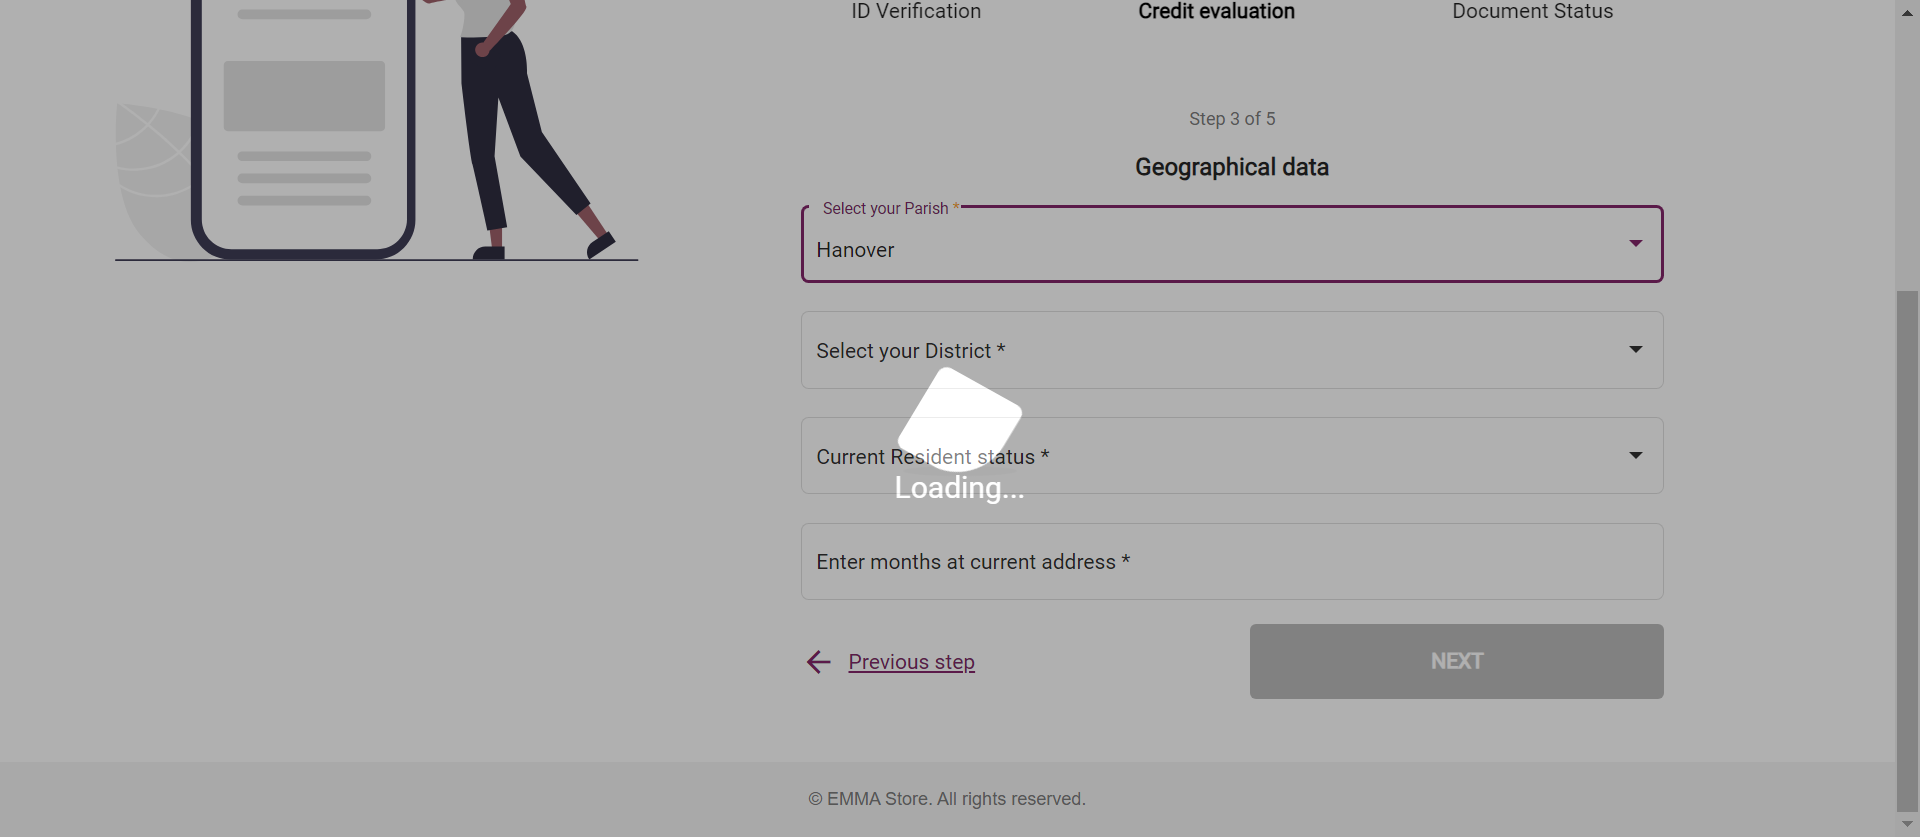 ID Verification
Credit evaluation
Document Status
Step 3 of 5
Geographical data
Select your Parish *
Hanover
Select your District *
Current Resident status *
Loading...
Enter months at current address *
Previous step
NEXT
© EMMA Store. All rights reserved.